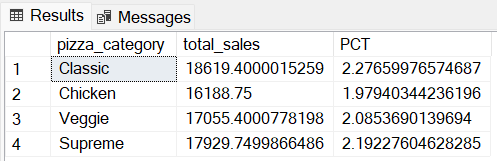 Results Messages
pizza_category total_sales PCT
1 Classic 18619.4000015259 2.27659976574687
2 Chicken 16188.75 1.97940344236196
3 Veggie 17055.4000778198 2.0853690139694
4 Supreme 17929.7499866486 2.19227604628285